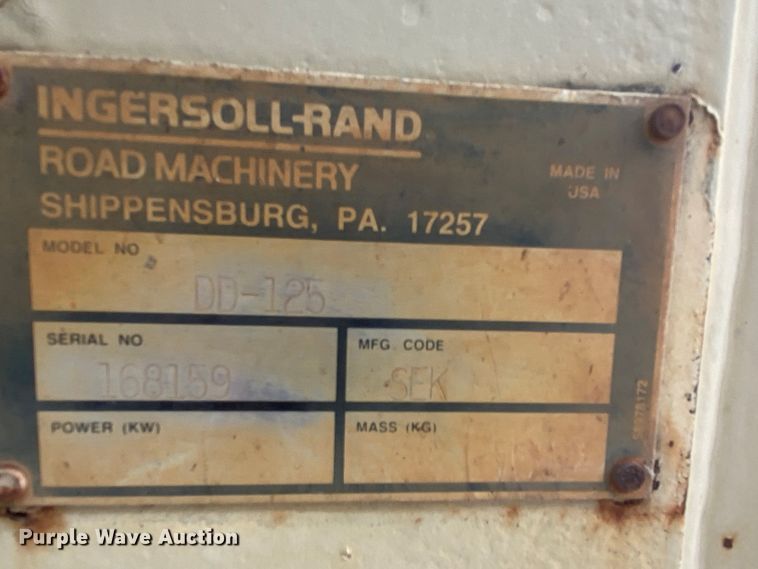 INGERSOLL-RAND
ROAD MACHINERY
MADE IN
USA
SHIPPENSBURG, PA. 17257
MODEL NO
DD-125
SERIAL NO
168159
MFG CODE
SEK
POWER (KW)
MASS (KG)
Purple Wave Auction